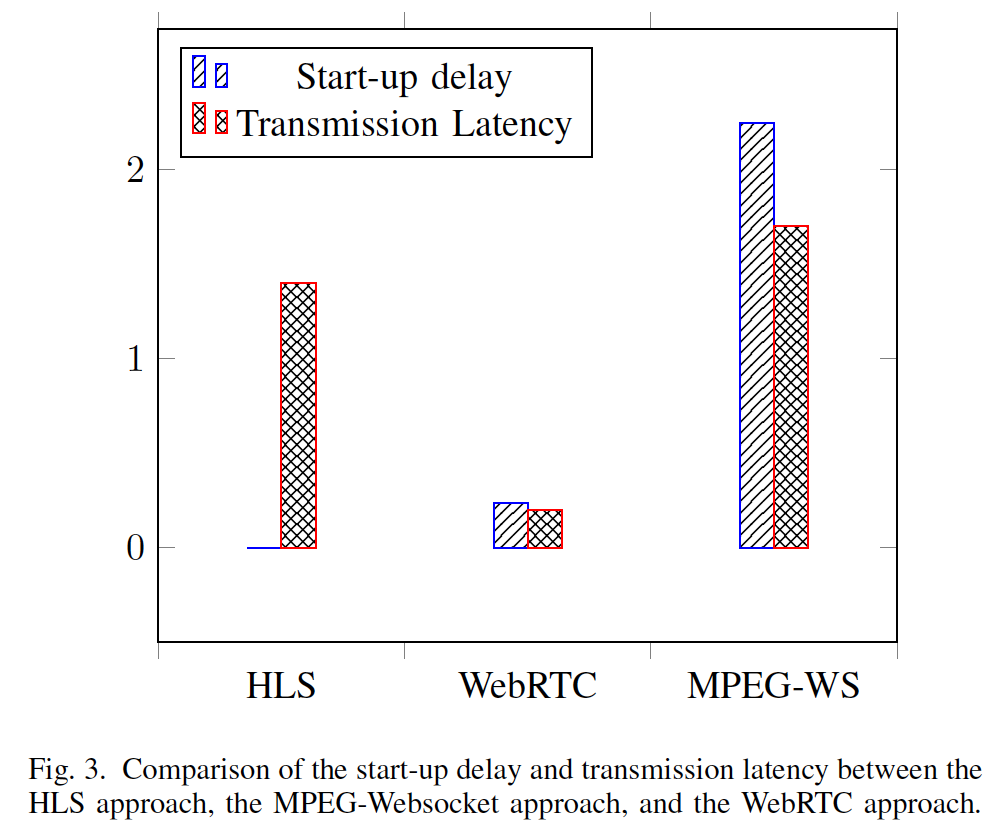 Start-up delay
Transmission Latency
2
1
0
HLS WebRTC MPEG-WS
Fig. 3. Comparison of the start-up delay and transmission latency between the
HLS approach, the MPEG-Websocket approach, and the WebRTC approach.